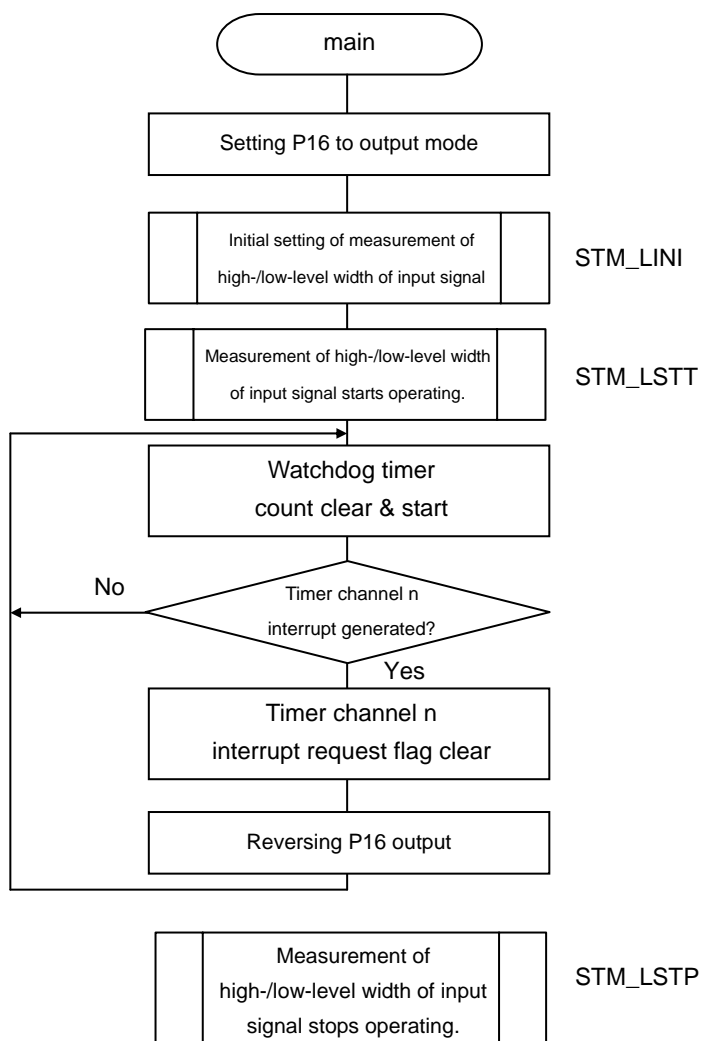 main
Setting P16 to output mode
Initial setting of measurement of
high-/low-level width of input signal
STM_LINI
Measurement of high-/low-level width
of input signal starts operating.
STM_LSTT
Watchdog timer
count clear & start
No
Timer channel n
interrupt generated?
Yes
Timer channel n
interrupt request flag clear
Reversing P16 output
Measurement of
high-/low-level width of input
signal stops operating.
STM_LSTP